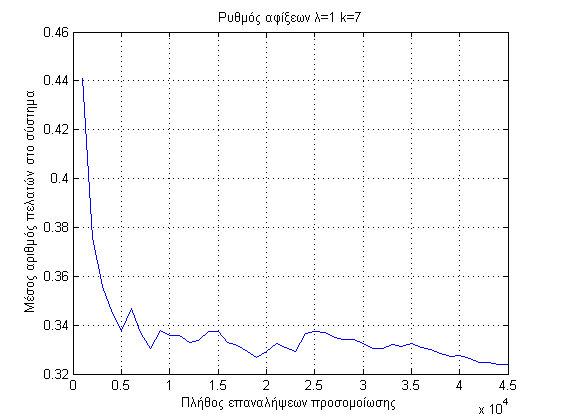 Ρυθμός αφίξεων λ=1 k=7
Μέσος αριθμός πελατών στο σύστημα
0.46
0.44
0.42
0.4
0.38
0.36
0.34
0.32
0 0.5 1 1.5 2 2.5 3 3.5 4 4.5
Πλήθος επαναλήψεων προσομοίωσης
x 10^4